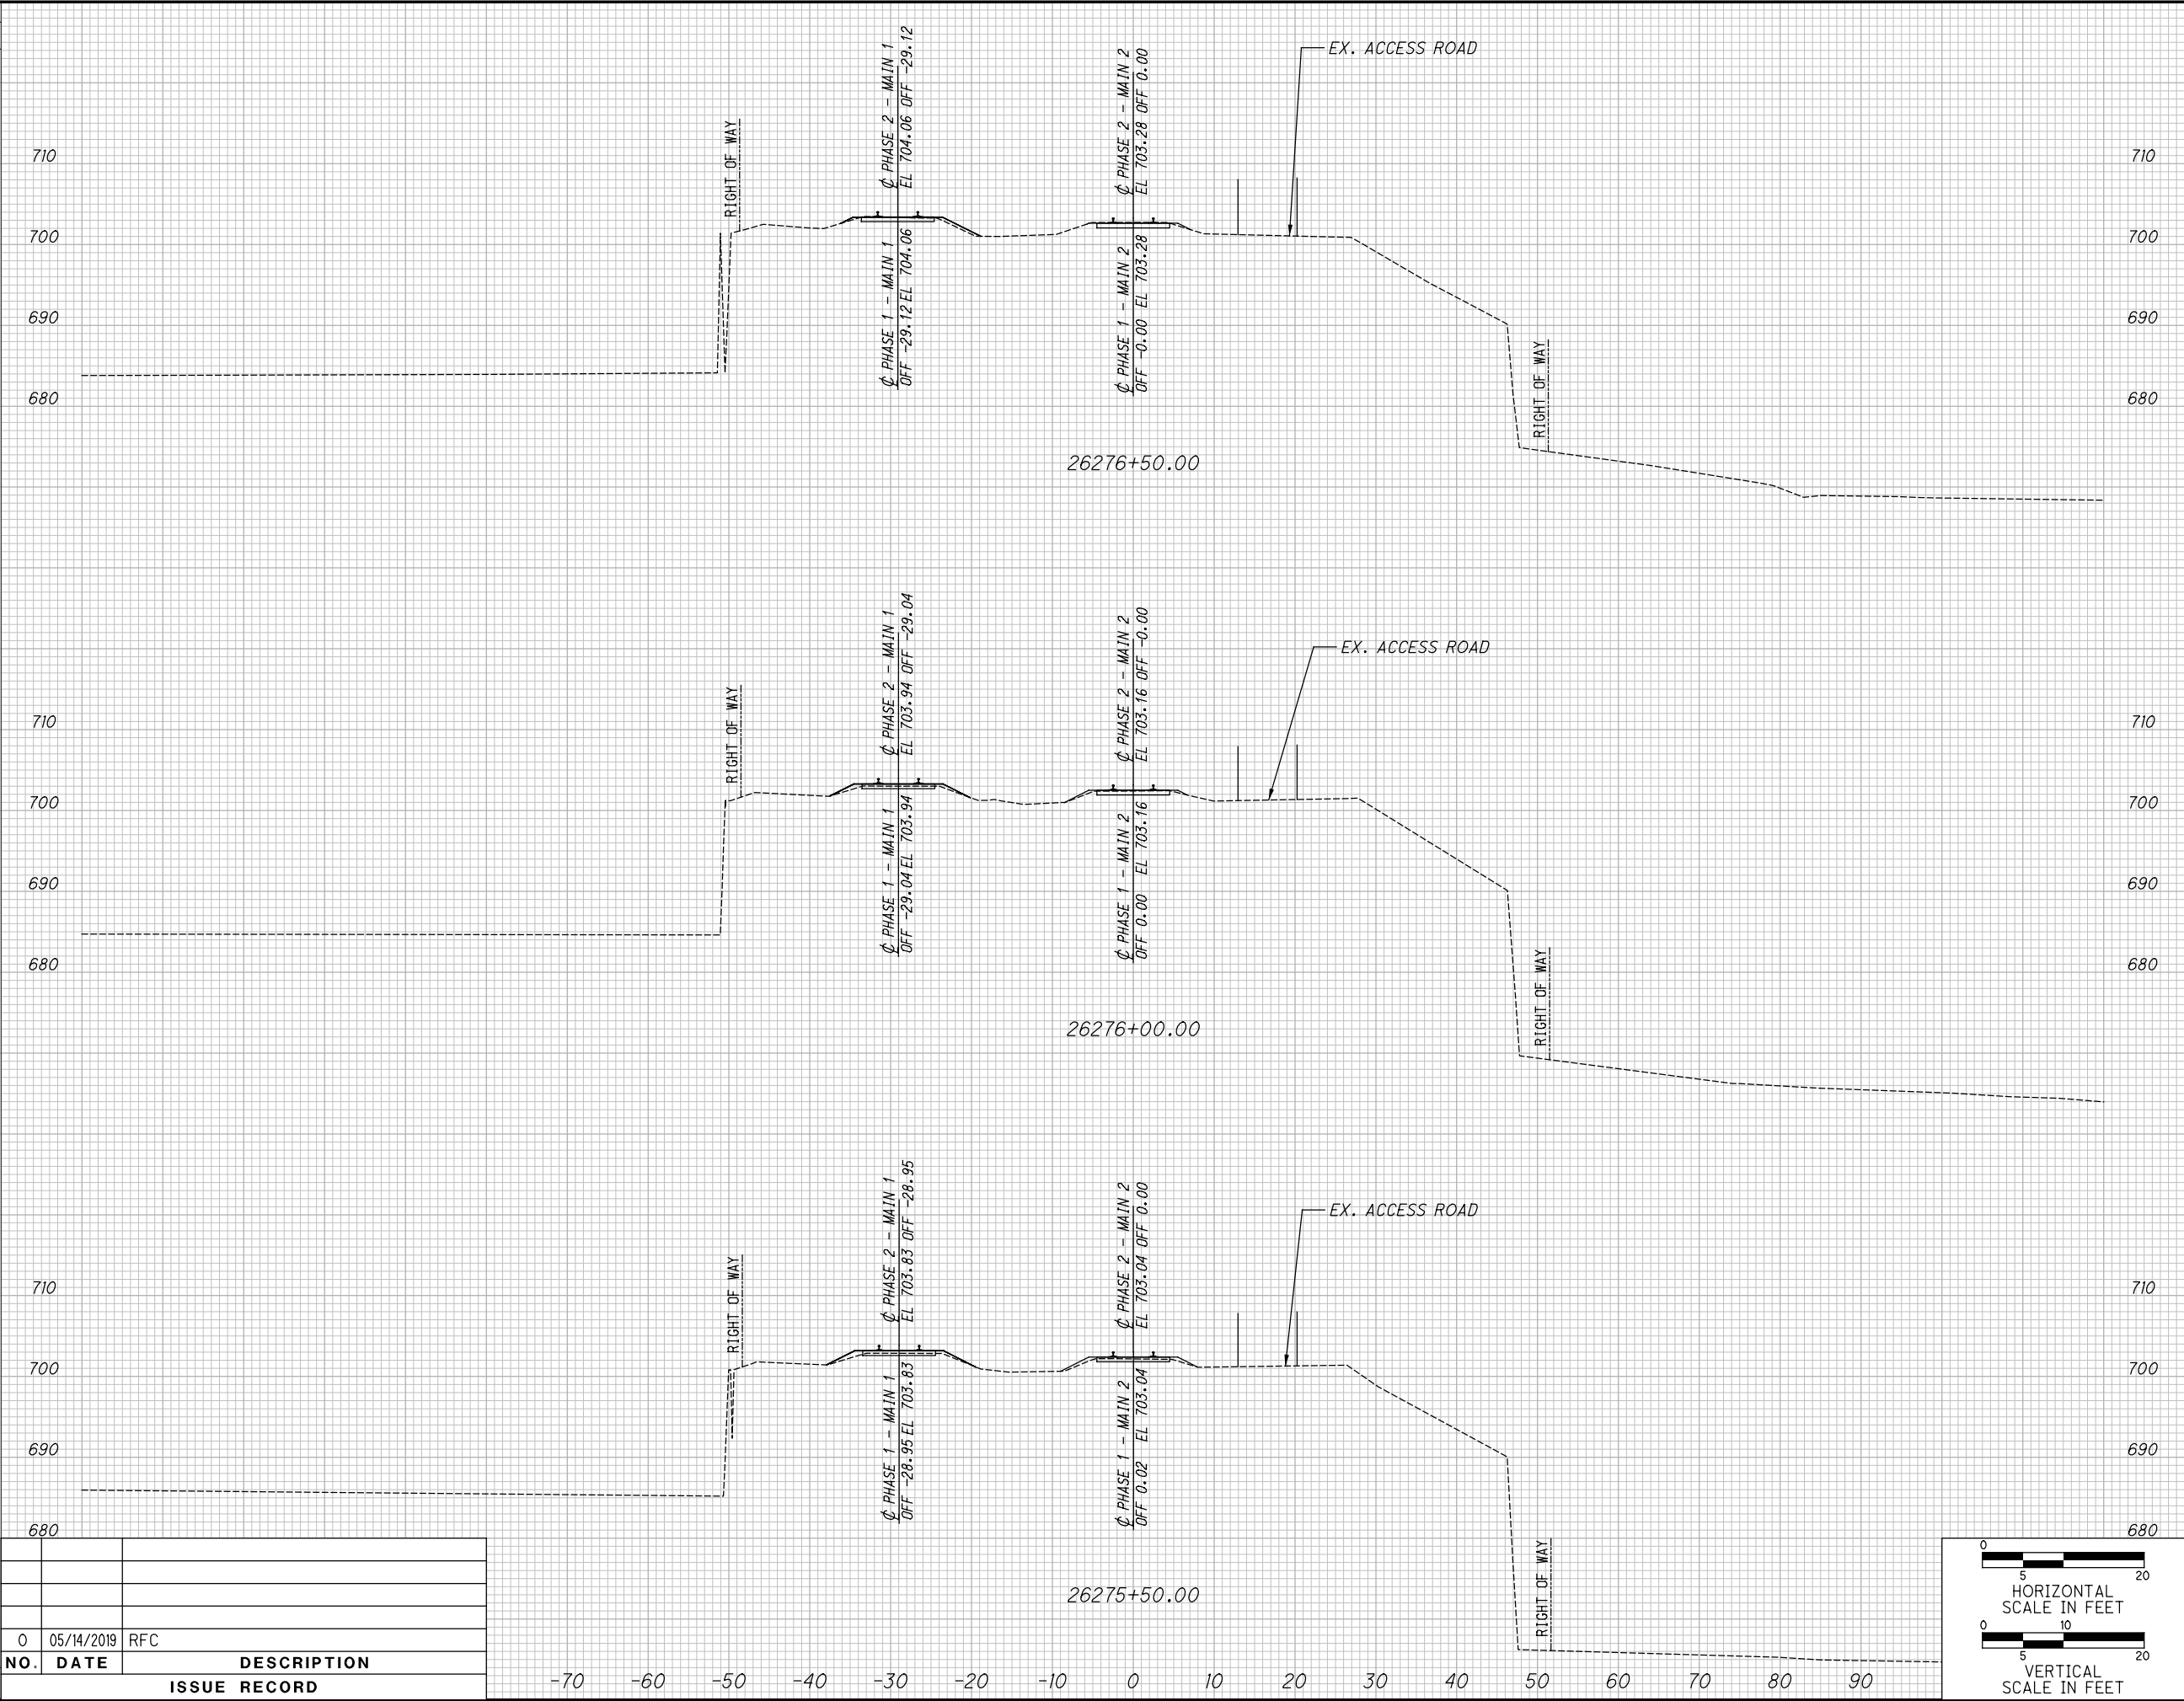 EX. ACCESS ROAD
RIGHT OF WAY
₵ PHASE 2 - MAIN 1
EL 704.06 OFF -29.12
₵ PHASE 2 - MAIN 2
EL 703.28 OFF 0.00
710
710
700
700
₵ PHASE 1 - MAIN 1
OFF -29.12 EL 704.06
₵ PHASE 1 - MAIN 2
OFF -0.00 EL 703.28
690
690
RIGHT OF WAY
680
680
26276+50.00
EX. ACCESS ROAD
RIGHT OF WAY
₵ PHASE 2 - MAIN 1
EL 703.94 OFF -29.04
₵ PHASE 2 - MAIN 2
EL 703.16 OFF -0.00
710
710
700
700
₵ PHASE 1 - MAIN 1
OFF -29.04 EL 703.94
₵ PHASE 1 - MAIN 2
OFF 0.00 EL 703.16
690
690
680
680
RIGHT OF WAY
26276+00.00
EX. ACCESS ROAD
RIGHT OF WAY
₵ PHASE 2 - MAIN 1
EL 703.83 OFF -28.95
₵ PHASE 2 - MAIN 2
EL 703.04 OFF 0.00
710
710
700
700
₵ PHASE 1 - MAIN 1
OFF -28.95 EL 703.83
₵ PHASE 1 - MAIN 2
OFF 0.02 EL 703.04
690
690
680
680
RIGHT OF WAY
26275+50.00
0 05/14/2019 RFC
NO. DATE DESCRIPTION
ISSUE RECORD
-70 -60 -50 -40 -30 -20 -10 0 10 20 30 40 50 60 70 80 90
0
5 20
HORIZONTAL
SCALE IN FEET
0 10
5 20
VERTICAL
SCALE IN FEET